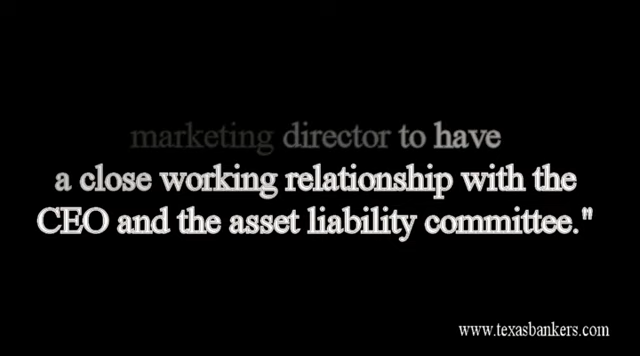 marketing director to have
a close working relationship with the
CEO and the asset liability committee."
www.texasbankers.com